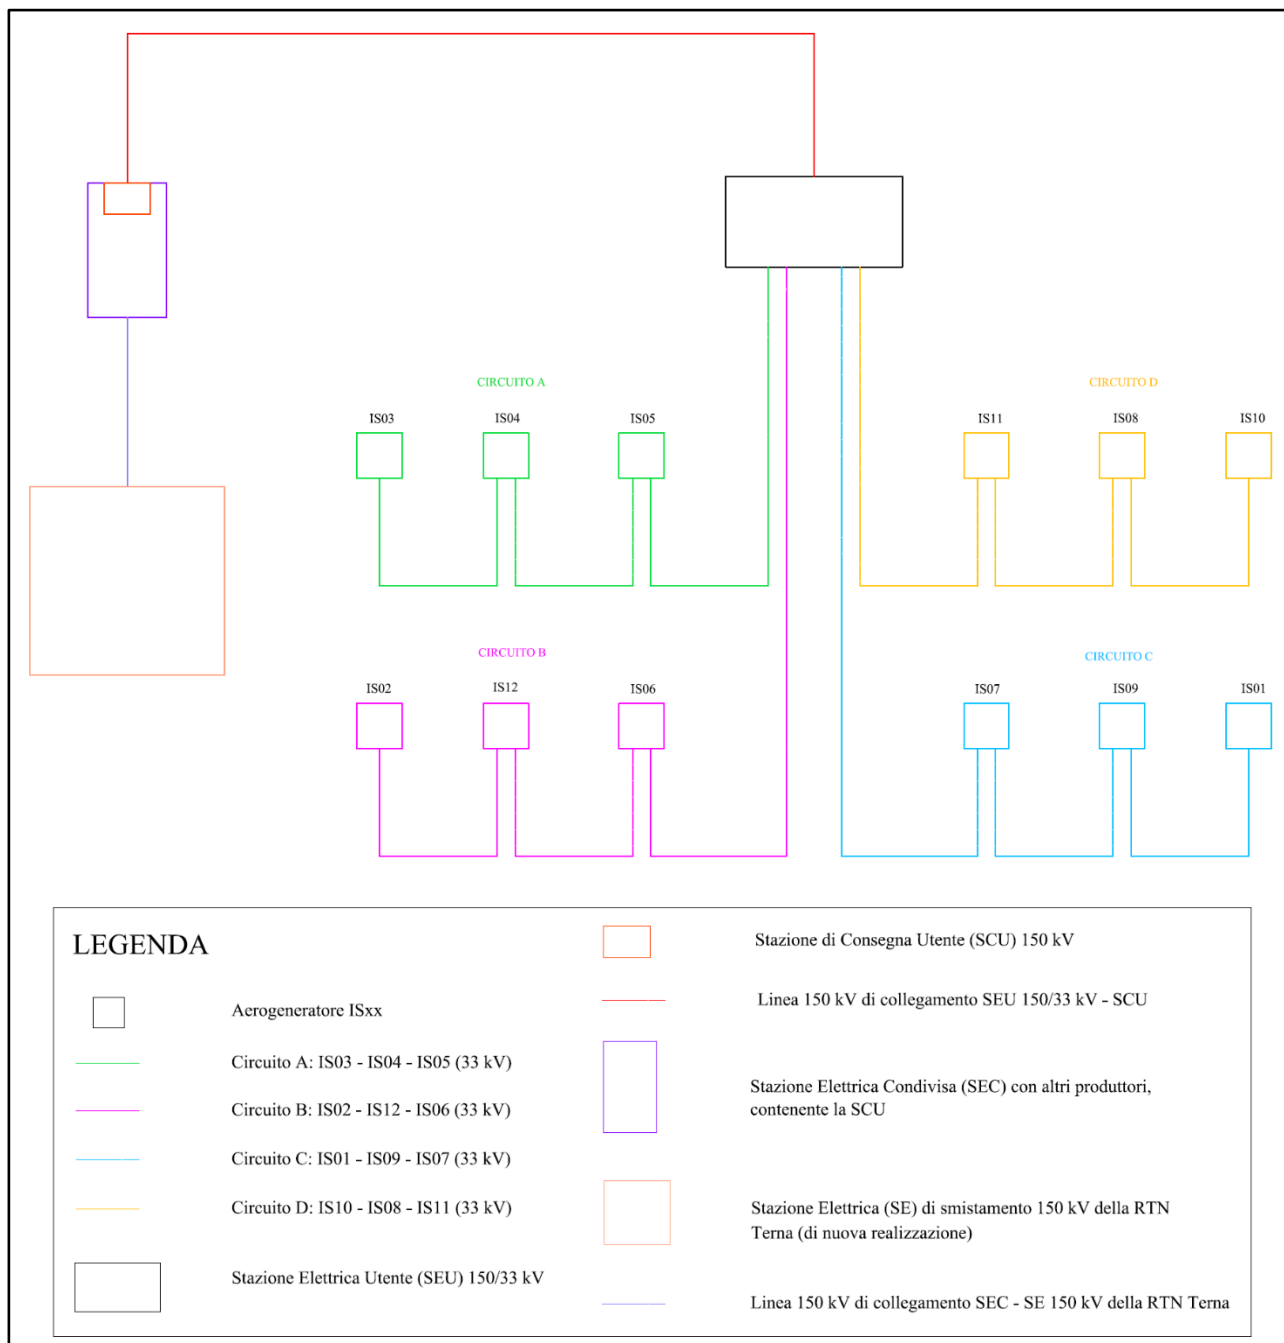 CIRCUITO A
CIRCUITO D
IS03
IS04
IS05
IS11
IS08
IS10
CIRCUITO B
CIRCUITO C
IS02
IS12
IS06
IS07
IS09
IS01
LEGENDA
Aerogeneratore ISxx
Circuito A: IS03 - IS04 - IS05 (33 kV)
Circuito B: IS02 - IS12 - IS06 (33 kV)
Circuito C: IS01 - IS09 - IS07 (33 kV)
Circuito D: IS10 - IS08 - IS11 (33 kV)
Stazione Elettrica Utente (SEU) 150/33 kV
Stazione di Consegna Utente (SCU) 150 kV
Linea 150 kV di collegamento SEU 150/33 kV - SCU
Stazione Elettrica Condivisa (SEC) con altri produttori,
contenente la SCU
Stazione Elettrica (SE) di smistamento 150 kV della RTN
Terna (di nuova realizzazione)
Linea 150 kV di collegamento SEC - SE 150 kV della RTN Terna